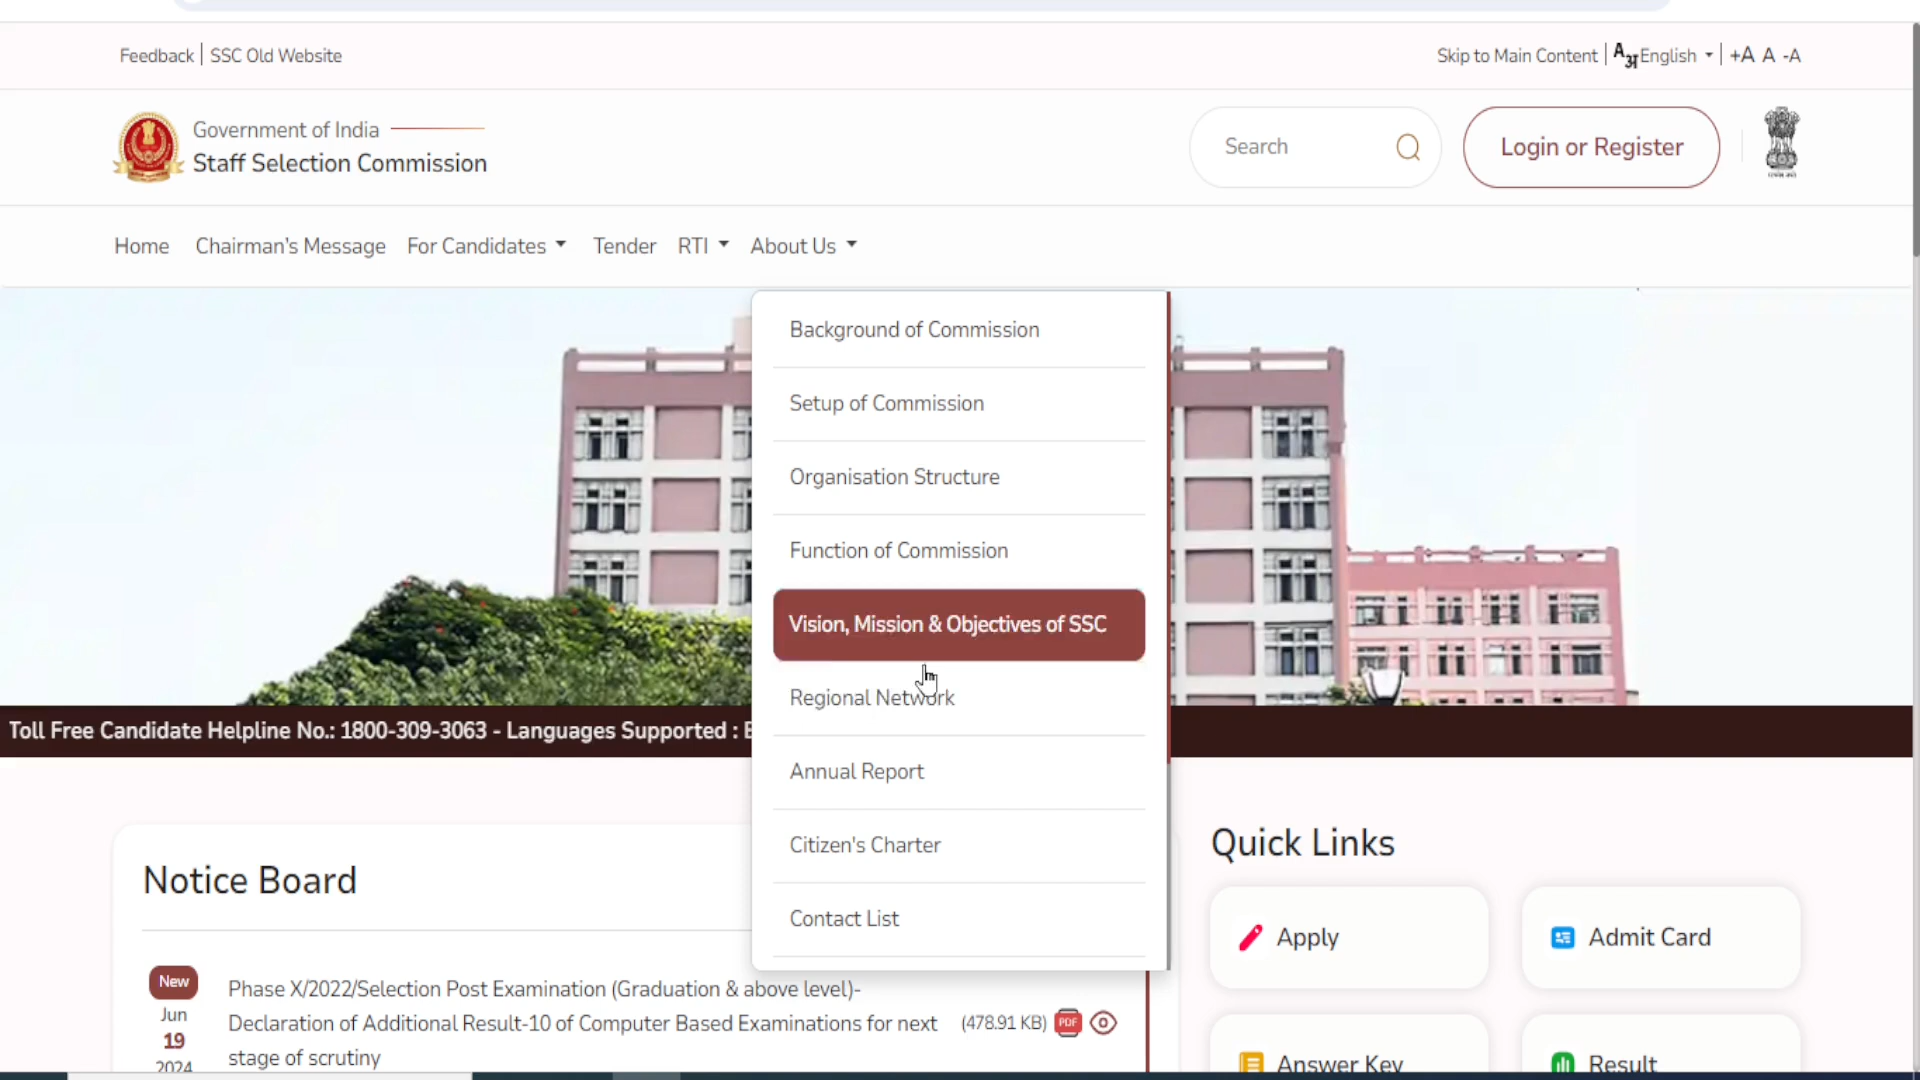 Feedback | SSC Old Website
Skip to Main Content | Aअ English | +A A -A
Government of India
Staff Selection Commission
Search
Login or Register
Home Chairman's Message For Candidates Tender RTI About Us
Background of Commission
Setup of Commission
Organisation Structure
Function of Commission
Vision, Mission & Objectives of SSC
Regional Network
Annual Report
Citizen's Charter
Contact List
Toll Free Candidate Helpline No.: 1800-309-3063 - Languages Supported :
Notice Board
New
Jun
19
2024
Phase X/2022/Selection Post Examination (Graduation & above level)-
Declaration of Additional Result-10 of Computer Based Examinations for next
stage of scrutiny
(478.91 KB) PDF
Quick Links
Apply
Admit Card
Answer Key
Result